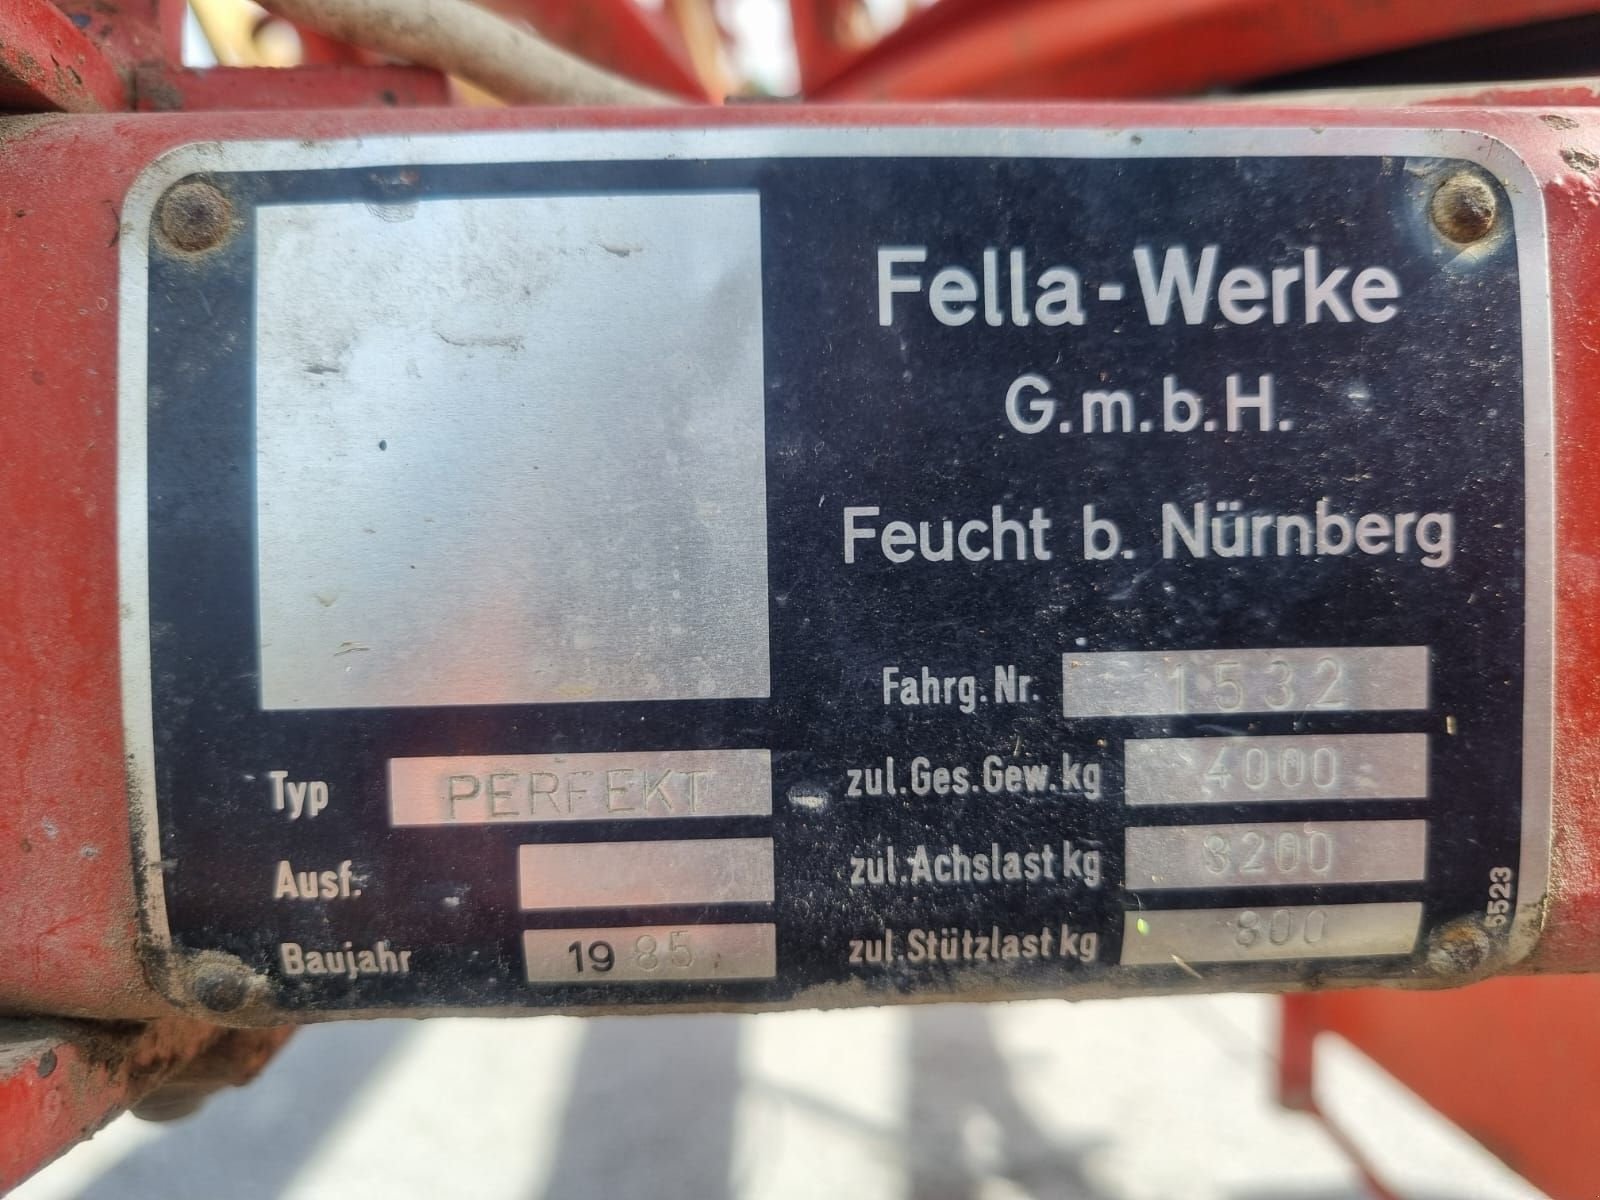 Fella-Werke
G.m.b.H.
Feucht b. Nürnberg
Fahrg.Nr. 1532
zul.Ges.Gew.kg 4000
zul.Achslast kg 3200
zul.Stützlast kg 800
Typ PERFEKT
Ausf.
Baujahr 1985
5523